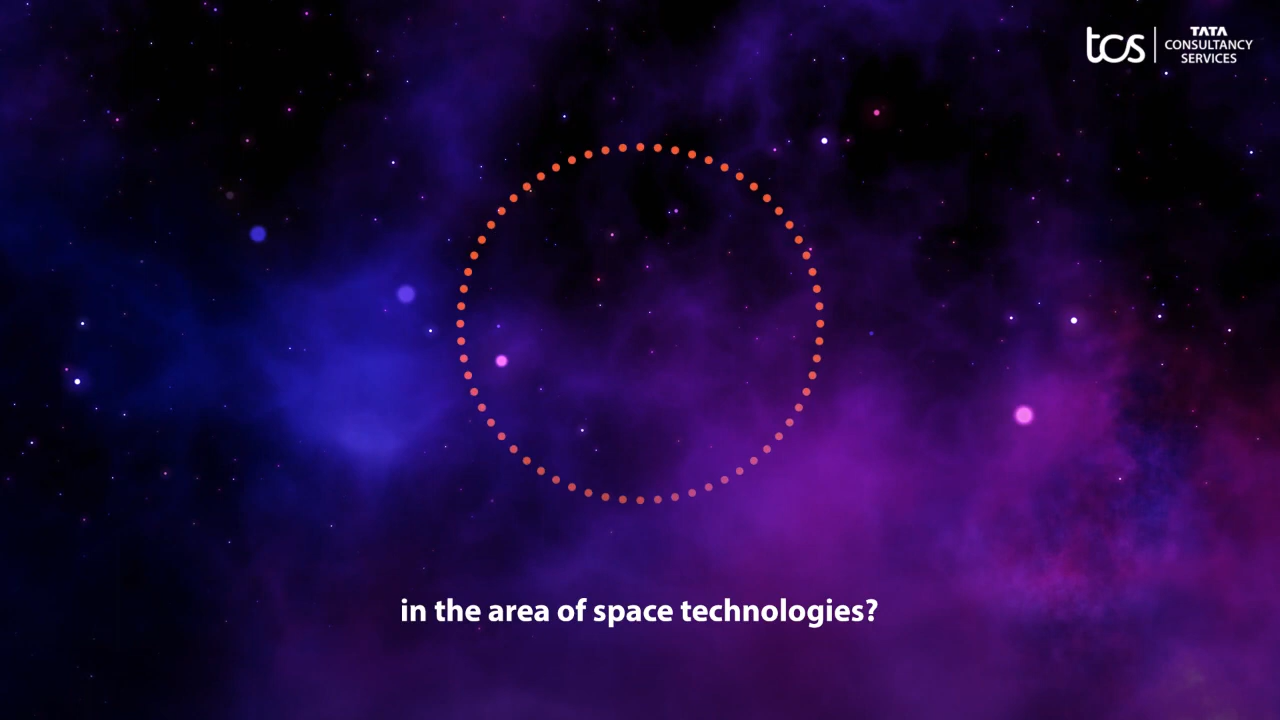 tcs
TATA
CONSULTANCY
SERVICES
in the area of space technologies?